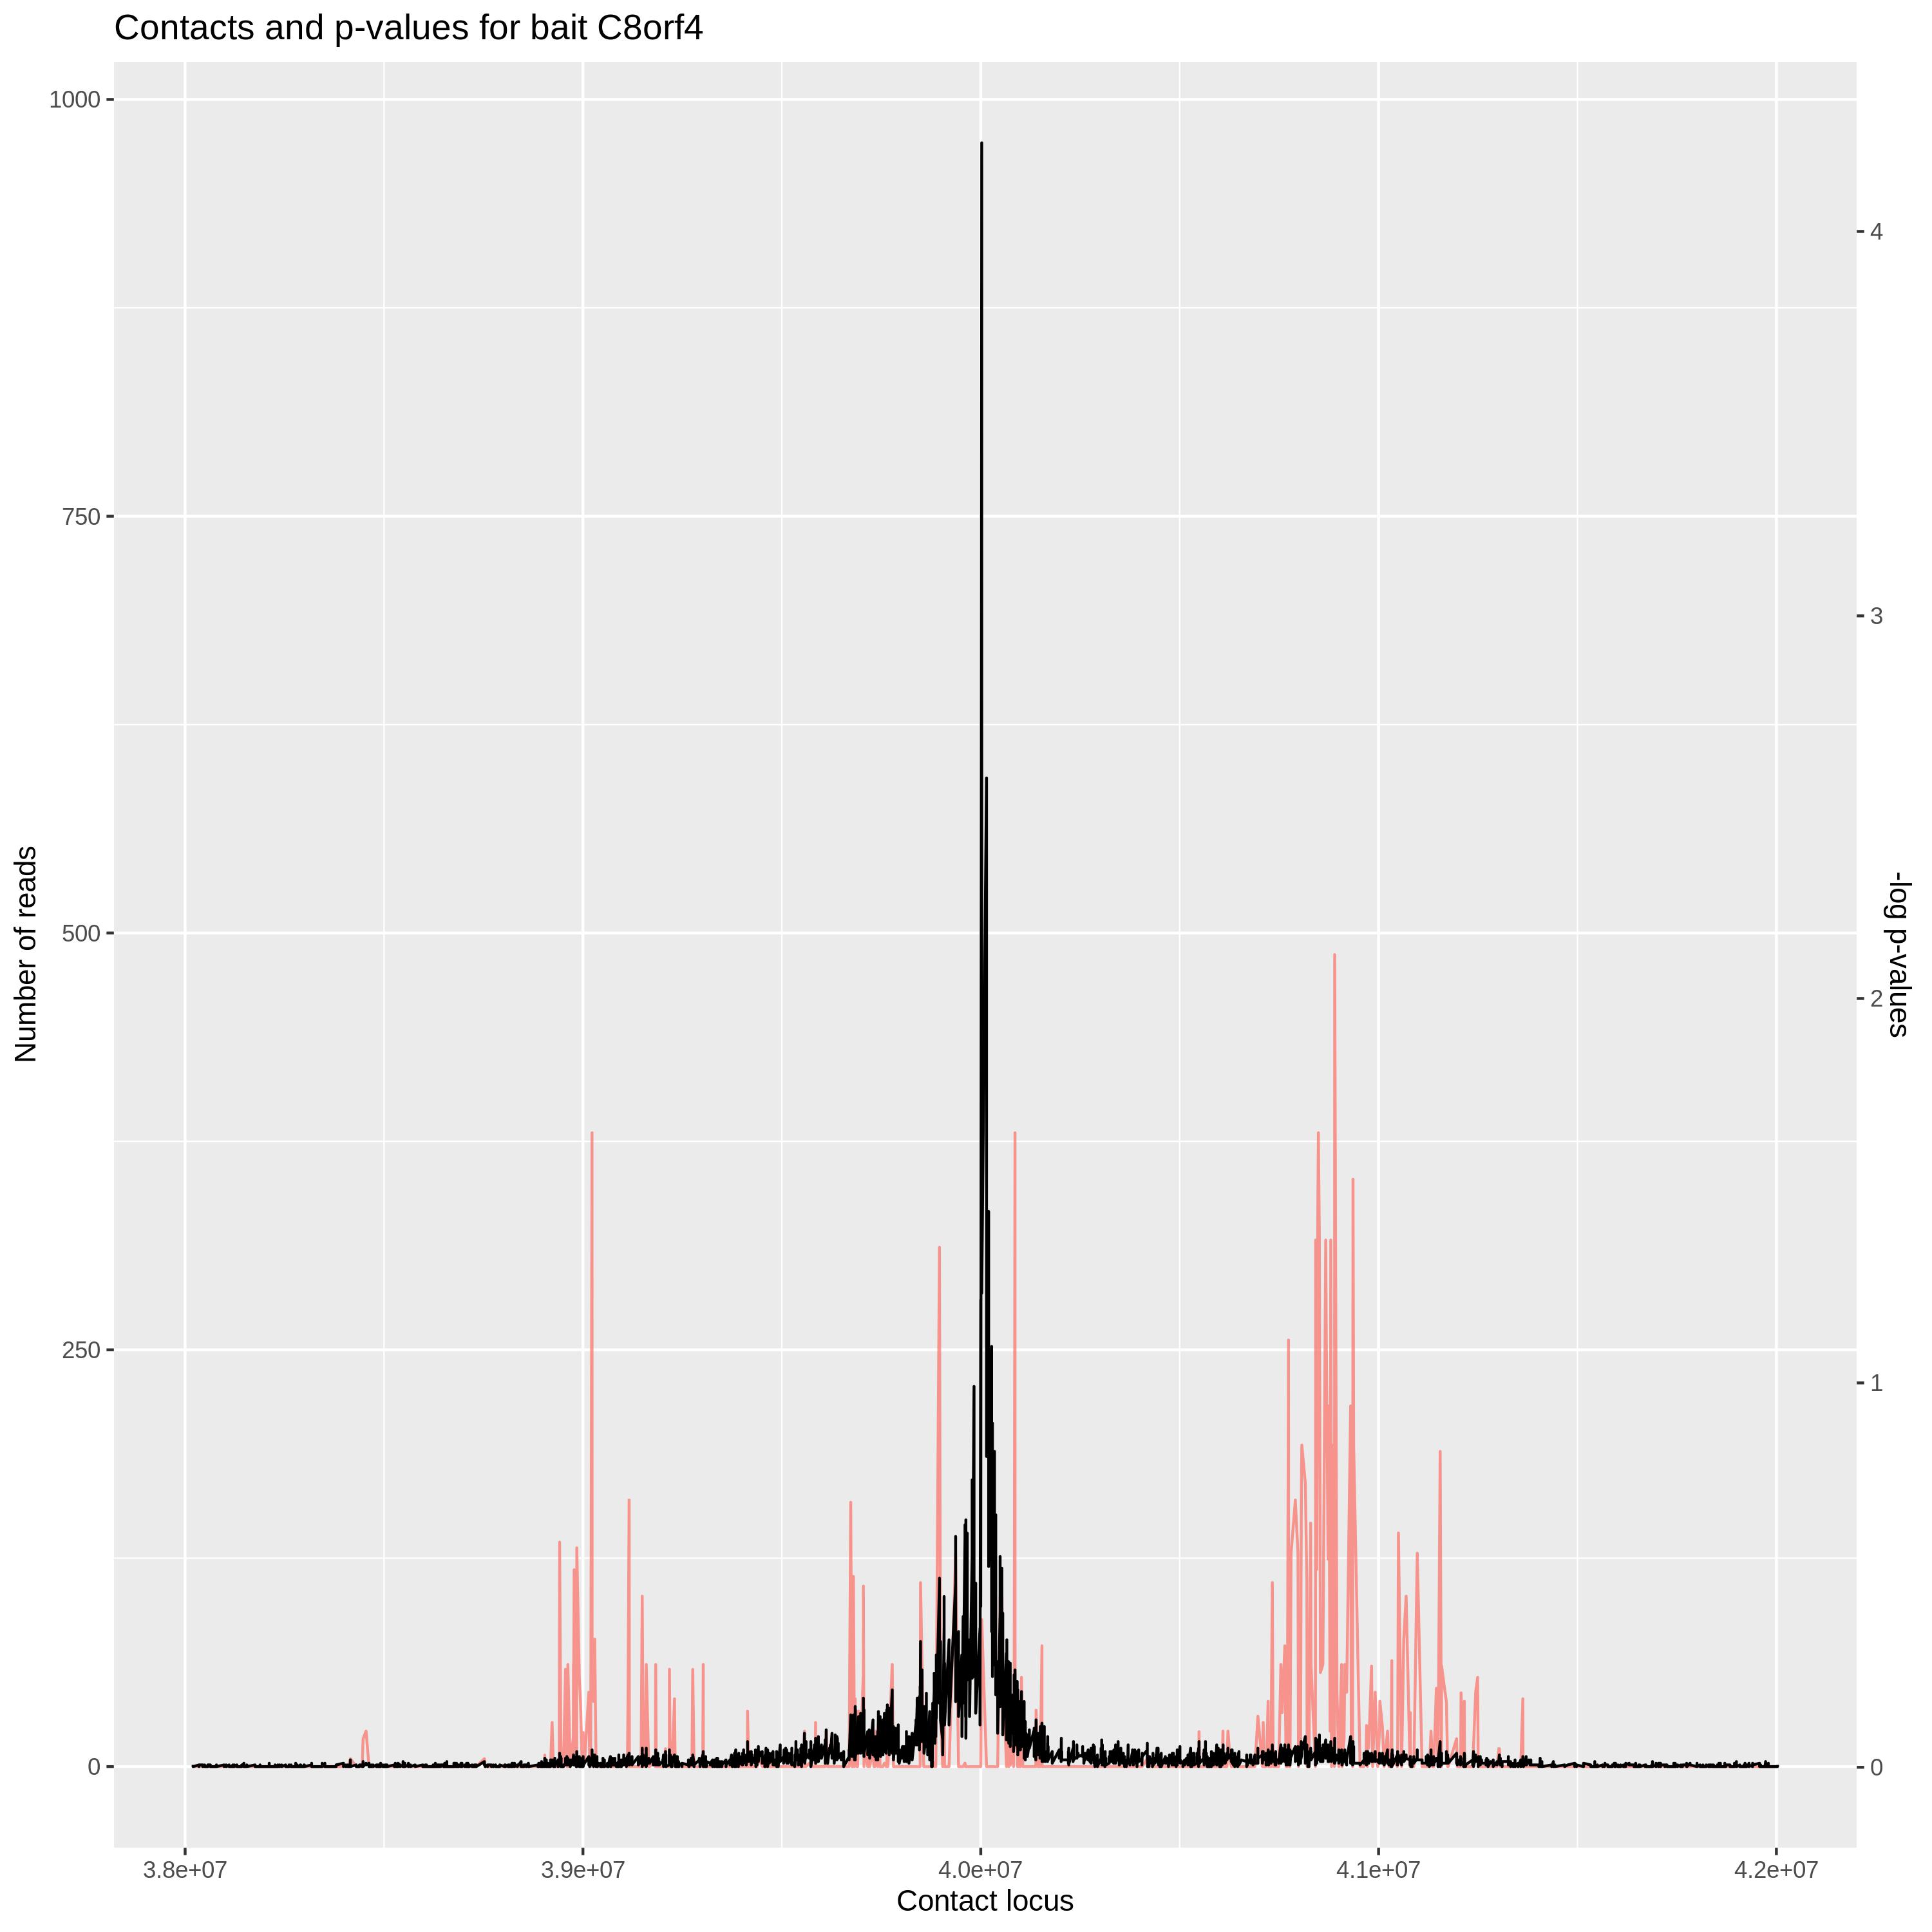 Contacts and p-values for bait C8orf4
1000
750
500
250
0
Number of reads
4
3
2
1
0
-log p-values
3.8e+07
3.9e+07
4.0e+07
4.1e+07
4.2e+07
Contact locus